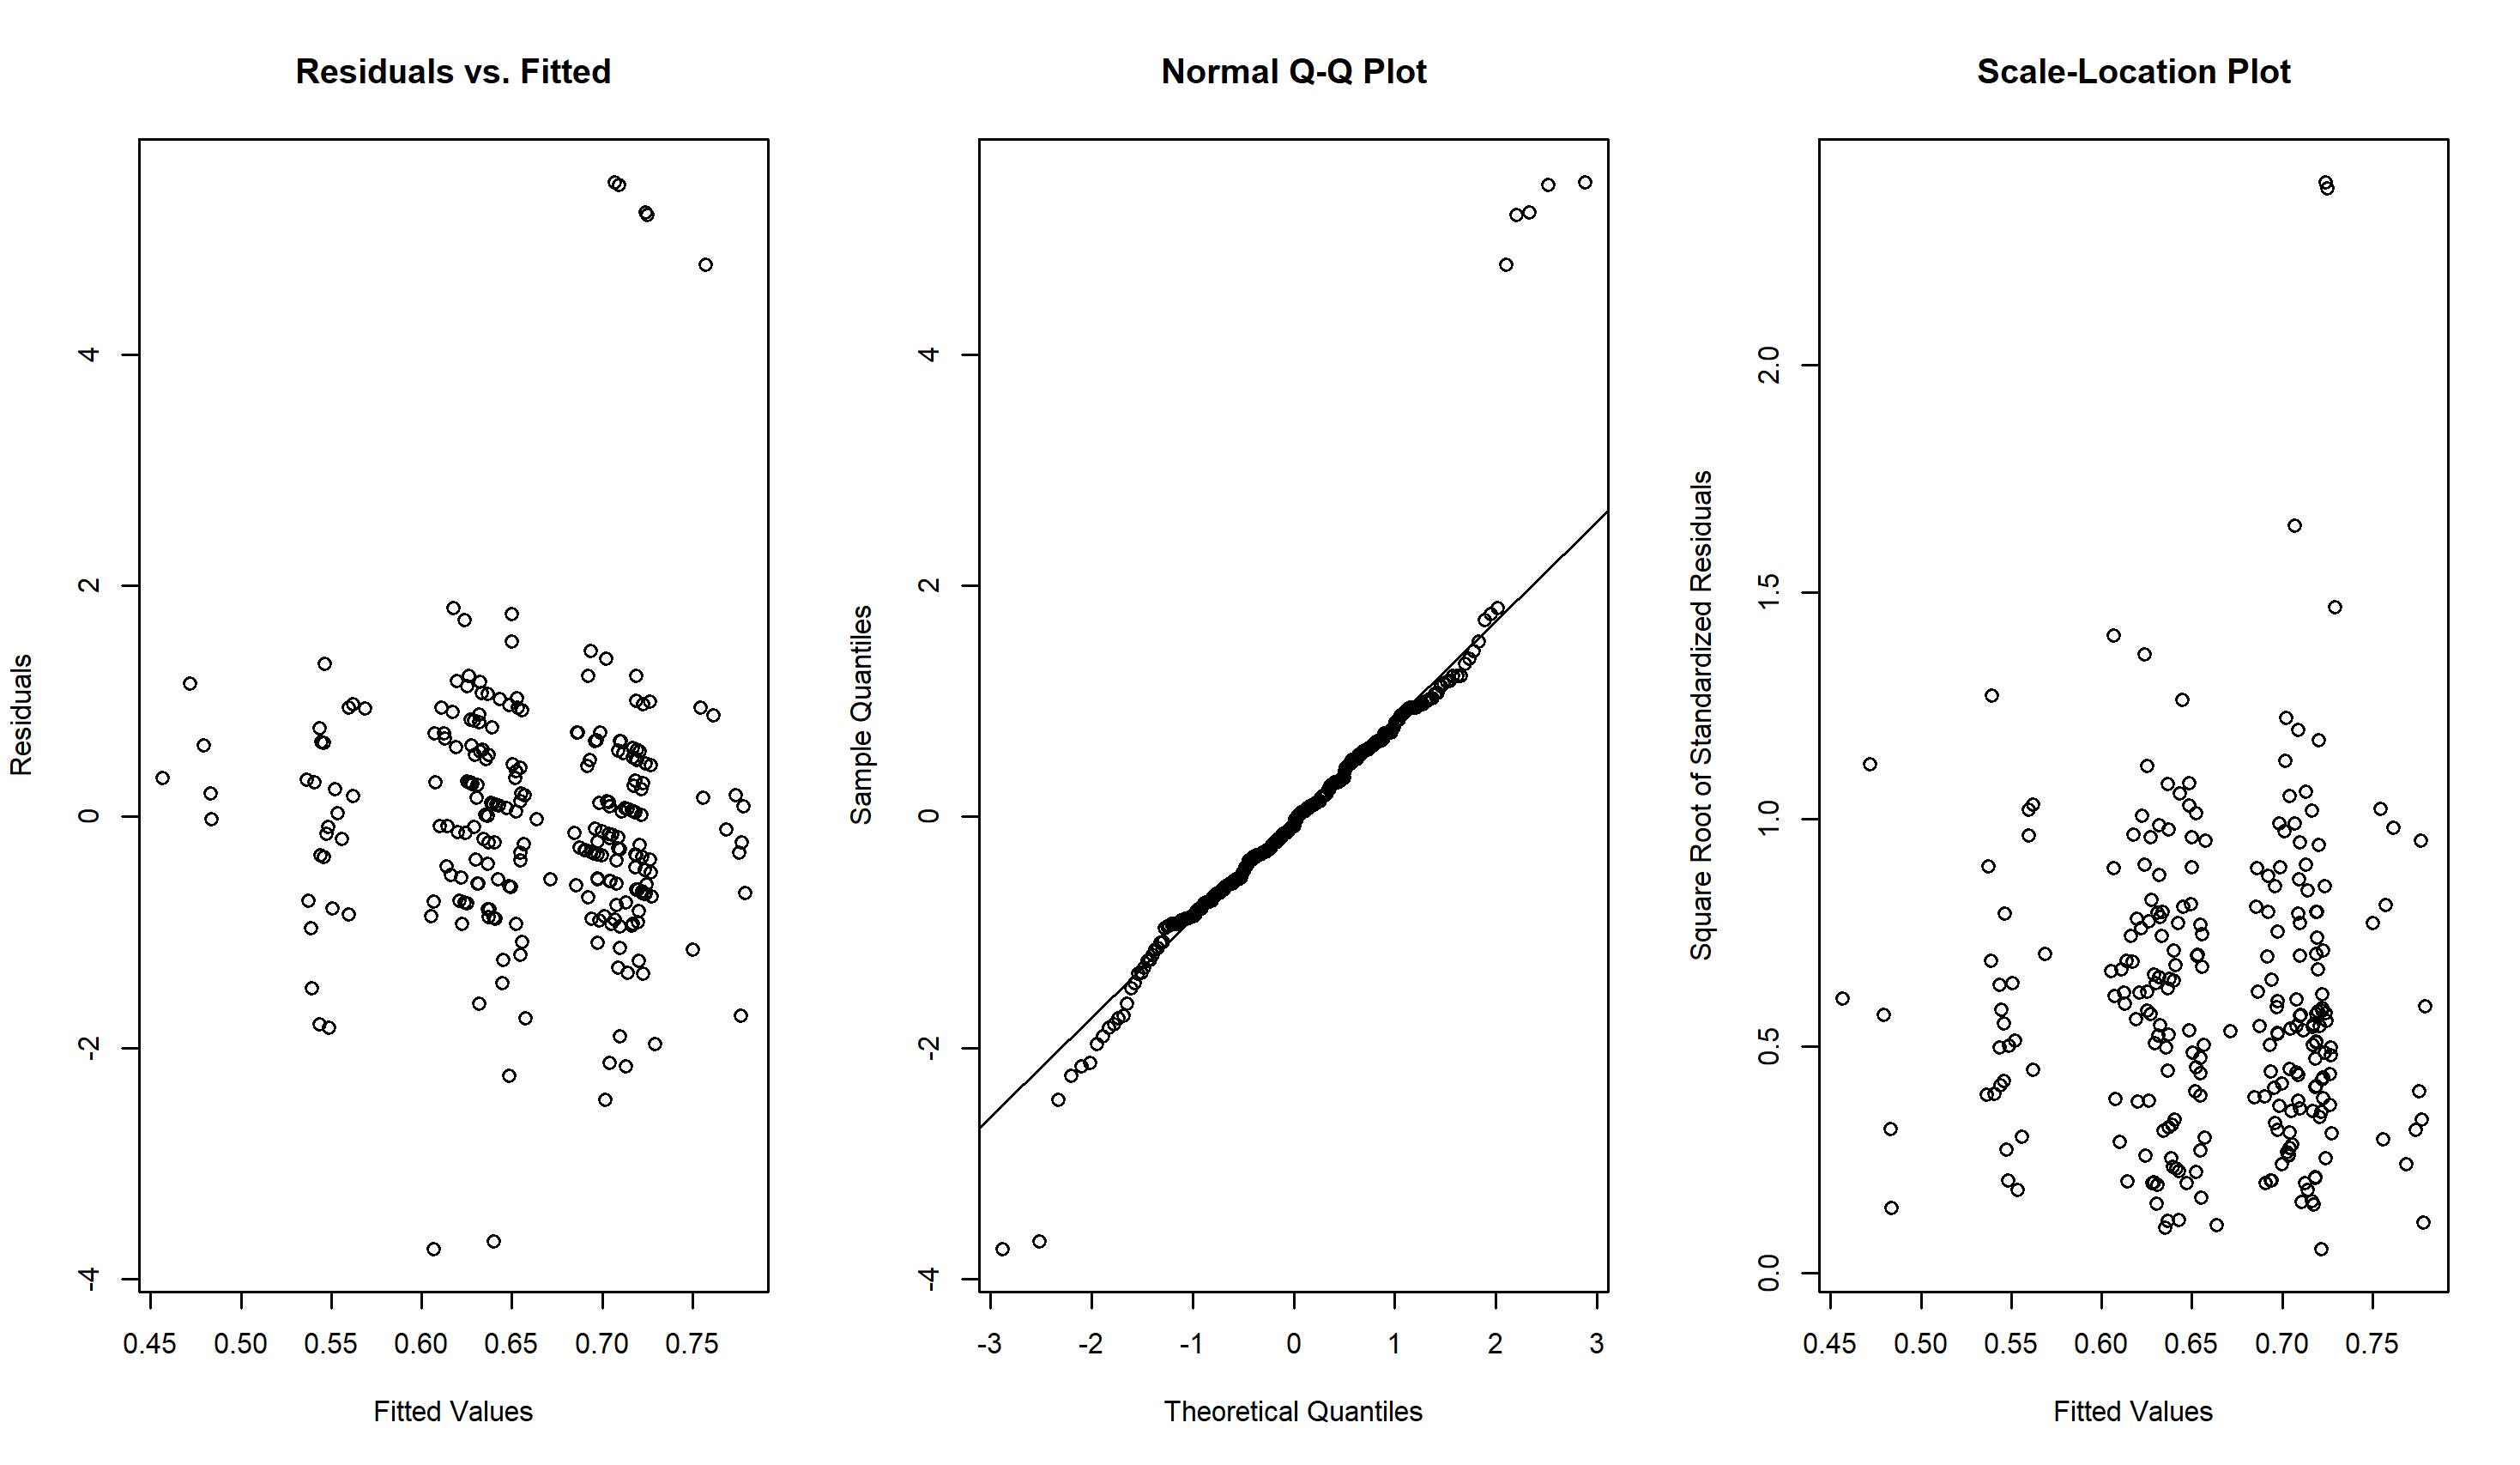 Residuals vs. Fitted
Residuals
4
2
0
-2
-4
0.45 0.50 0.55 0.60 0.65 0.70 0.75
Fitted Values
Normal Q-Q Plot
Sample Quantiles
4
2
0
-2
-4
-3 -2 -1 0 1 2 3
Theoretical Quantiles
Scale-Location Plot
Square Root of Standardized Residuals
2.0
1.5
1.0
0.5
0.0
0.45 0.50 0.55 0.60 0.65 0.70 0.75
Fitted Values